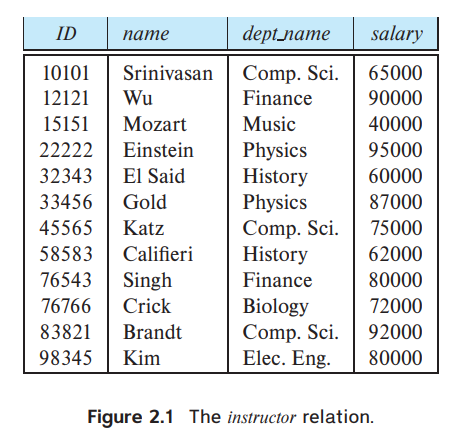 ID name dept_name salary
10101 Srinivasan Comp. Sci. 65000
12121 Wu Finance 90000
15151 Mozart Music 40000
22222 Einstein Physics 95000
32343 El Said History 60000
33456 Gold Physics 87000
45565 Katz Comp. Sci. 75000
58583 Califieri History 62000
76543 Singh Finance 80000
76766 Crick Biology 72000
83821 Brandt Comp. Sci. 92000
98345 Kim Elec. Eng. 80000
Figure 2.1 The instructor relation.